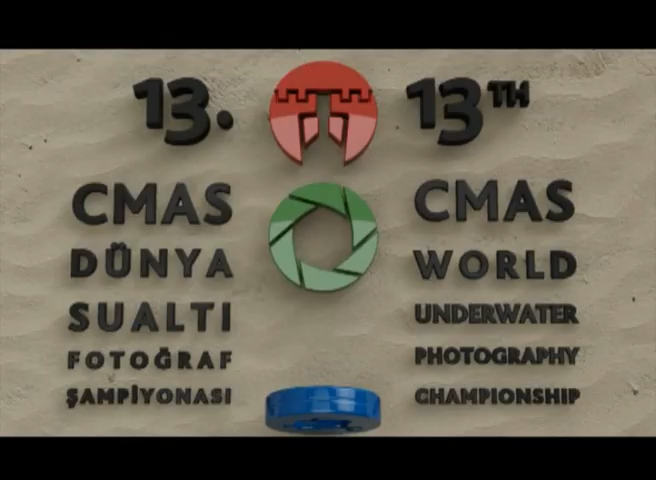 13.
CMAS
DÜNYA
SUALTI
FOTOĞRAF
ŞAMPİYONASI
13TH
CMAS
WORLD
UNDERWATER
PHOTOGRAPHY
CHAMPIONSHIP